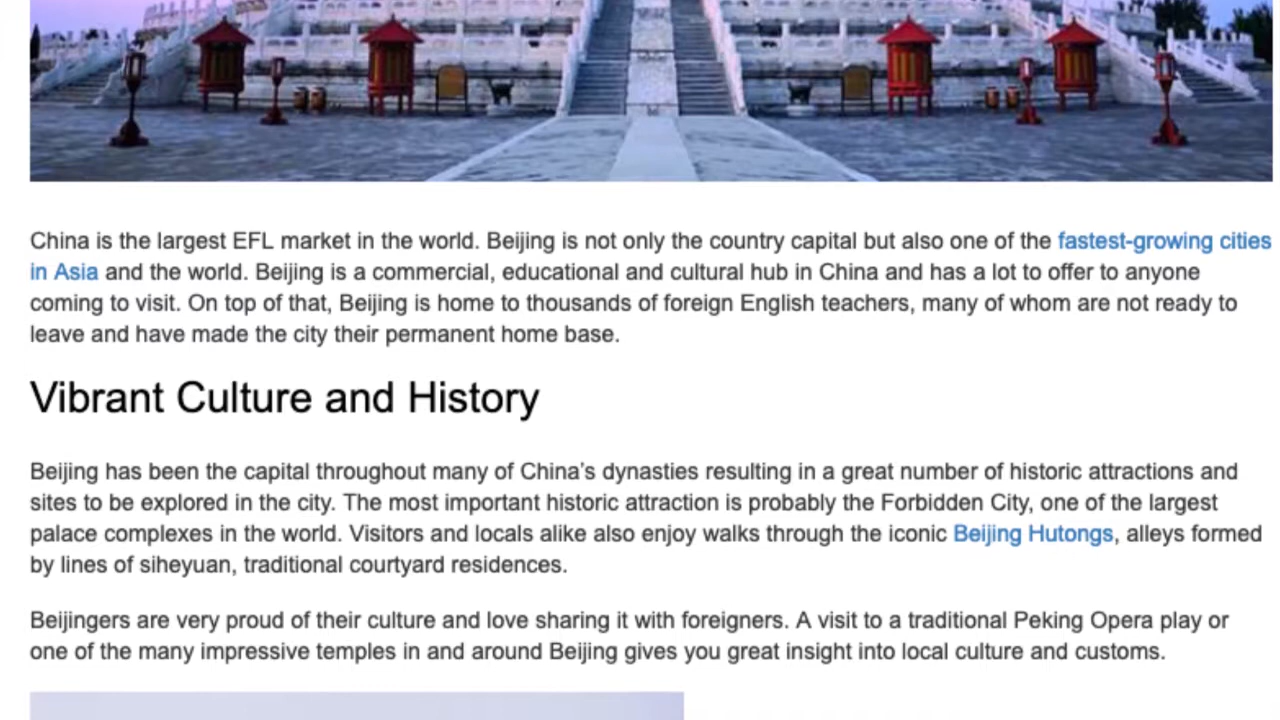 China is the largest EFL market in the world. Beijing is not only the country capital but also one of the fastest-growing cities
in Asia and the world. Beijing is a commercial, educational and cultural hub in China and has a lot to offer to anyone
coming to visit. On top of that, Beijing is home to thousands of foreign English teachers, many of whom are not ready to
leave and have made the city their permanent home base.
Vibrant Culture and History
Beijing has been the capital throughout many of China's dynasties resulting in a great number of historic attractions and
sites to be explored in the city. The most important historic attraction is probably the Forbidden City, one of the largest
palace complexes in the world. Visitors and locals alike also enjoy walks through the iconic Beijing Hutongs, alleys formed
by lines of siheyuan, traditional courtyard residences.
Beijingers are very proud of their culture and love sharing it with foreigners. A visit to a traditional Peking Opera play or
one of the many impressive temples in and around Beijing gives you great insight into local culture and customs.